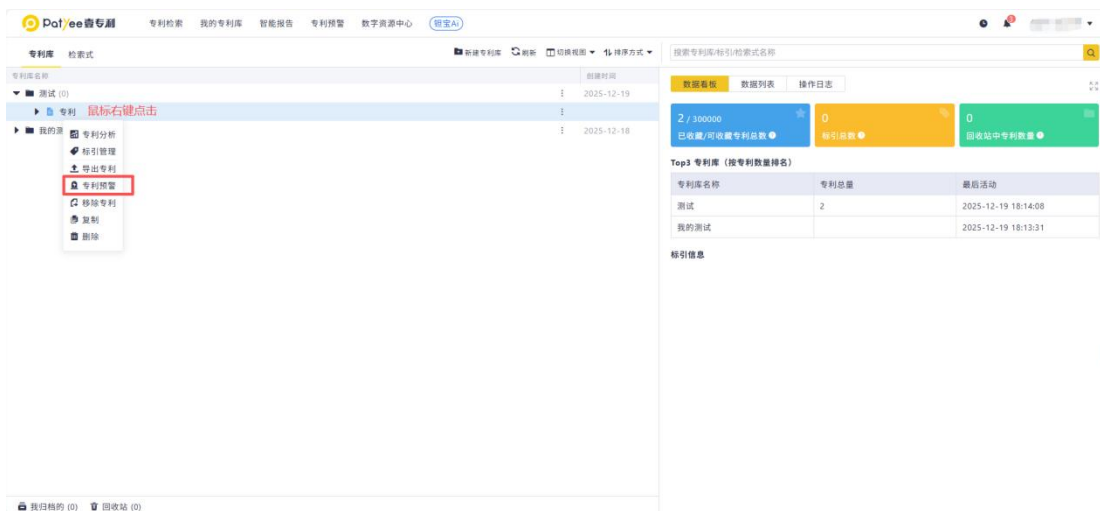 Patyee壹专利 专利检索 我的专利库 智能报告 专利预警 数字资源中心 钽宝Ai 3
专利库 检索式 新建专利库 刷新 切换视图 排序方式 搜索专利库/标引/检索式名称
专利库名称 创建时间
数据看板 数据列表 操作日志
测试 (0) 2025-12-19
专利 鼠标右键点击
我的测 2025-12-18
专利分析
标引管理
导出专利
专利预警
移除专利
复制
删除
2 / 300000 0 0
已收藏/可收藏专利总数 标引总数 回收站中专利数量
Top3 专利库（按专利数量排名）
专利库名称 专利总量 最后活动
测试 2 2025-12-19 18:14:08
我的测试 2025-12-19 18:13:31
标引信息
我归档的 (0) 回收站 (0)